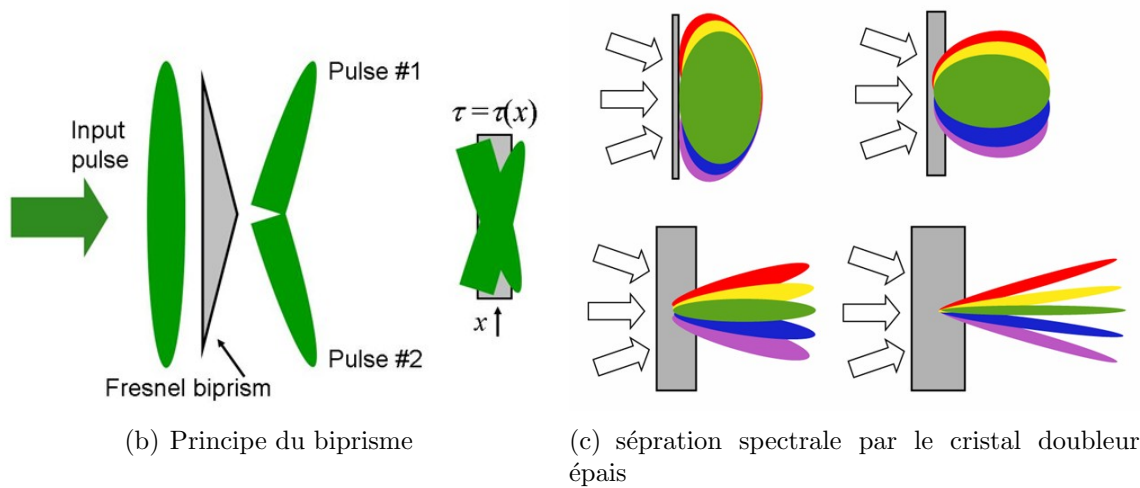 Pulse #1
τ = τ(x)
Input
pulse
x
Pulse #2
Fresnel biprism
(b) Principe du biprisme
(c) sépration spectrale par le cristal doubleur
épais